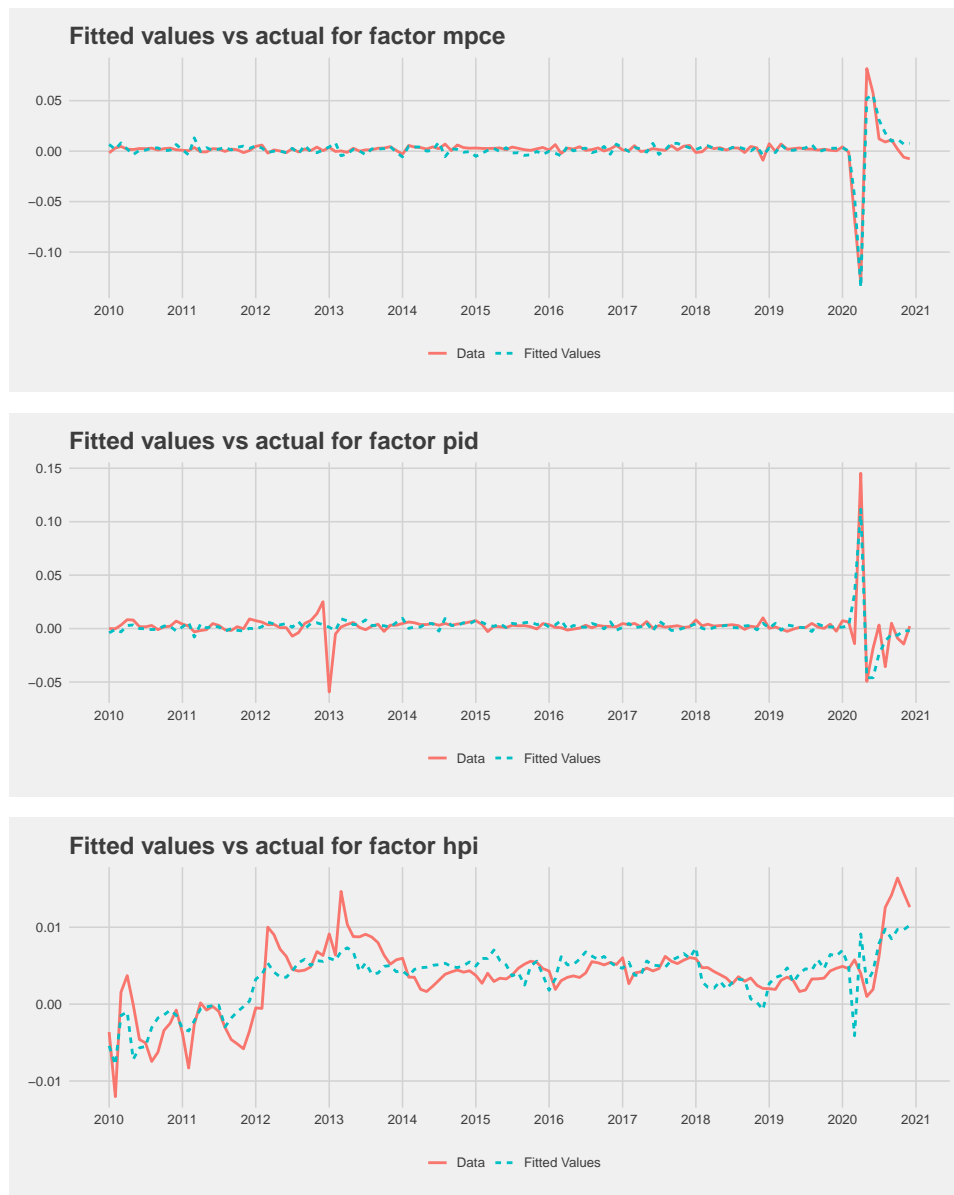 Fitted values vs actual for factor mpce
0.05
0.00
−0.05
−0.10
2010 2011 2012 2013 2014 2015 2016 2017 2018 2019 2020 2021
Data Fitted Values
Fitted values vs actual for factor pid
0.15
0.10
0.05
0.00
−0.05
2010 2011 2012 2013 2014 2015 2016 2017 2018 2019 2020 2021
Data Fitted Values
Fitted values vs actual for factor hpi
0.01
0.00
−0.01
2010 2011 2012 2013 2014 2015 2016 2017 2018 2019 2020 2021
Data Fitted Values